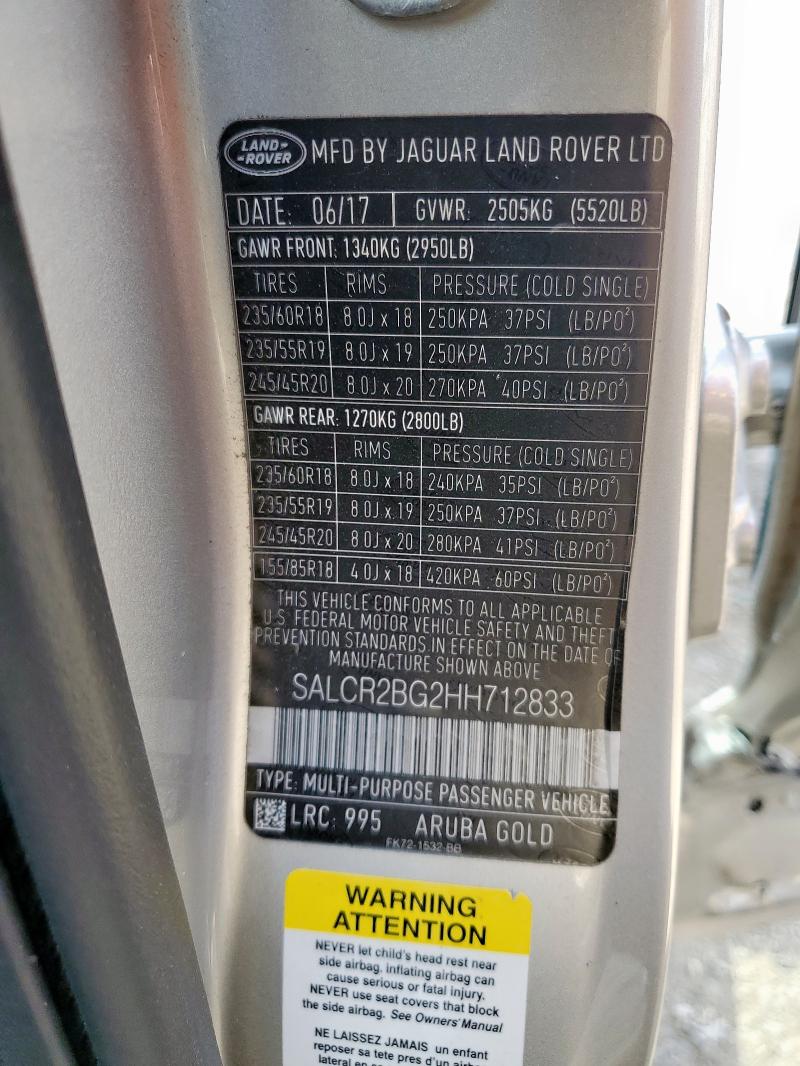 LAND-
-ROVER
MFD BY JAGUAR LAND ROVER LTD
DATE: 06/17 GVWR: 2505KG (5520LB)
GAWR FRONT: 1340KG (2950LB)
TIRES RIMS PRESSURE (COLD SINGLE)
235/60R18 8.0J x 18 250KPA 37PSI (LB/PO²)
235/55R19 8.0J x 19 250KPA 37PSI (LB/PO²)
245/45R20 8.0J x 20 270KPA 40PSI (LB/PO²)
GAWR REAR: 1270KG (2800LB)
TIRES RIMS PRESSURE (COLD SINGLE)
235/60R18 8.0J x 18 240KPA 35PSI (LB/PO²)
235/55R19 8.0J x 19 250KPA 37PSI (LB/PO²)
245/45R20 8.0J x 20 280KPA 41PSI (LB/PO²)
155/85R18 4.0J x 18 420KPA 60PSI (LB/PO²)
THIS VEHICLE CONFORMS TO ALL APPLICABLE
U.S. FEDERAL MOTOR VEHICLE SAFETY AND THEFT
PREVENTION STANDARDS IN EFFECT ON THE DATE OF
MANUFACTURE SHOWN ABOVE
SALCR2BG2HH712833
TYPE: MULTI-PURPOSE PASSENGER VEHICLE
LRC: 995 ARUBA GOLD
FK72-1532-BB
WARNING
ATTENTION
NEVER let child's head rest near
side airbag, inflating airbag can
cause serious or fatal injury.
NEVER use seat covers that block
the side airbag. See Owners' Manual
NE LAISSEZ JAMAIS un enfant
reposer sa tete pres d'un airbag
lateral en